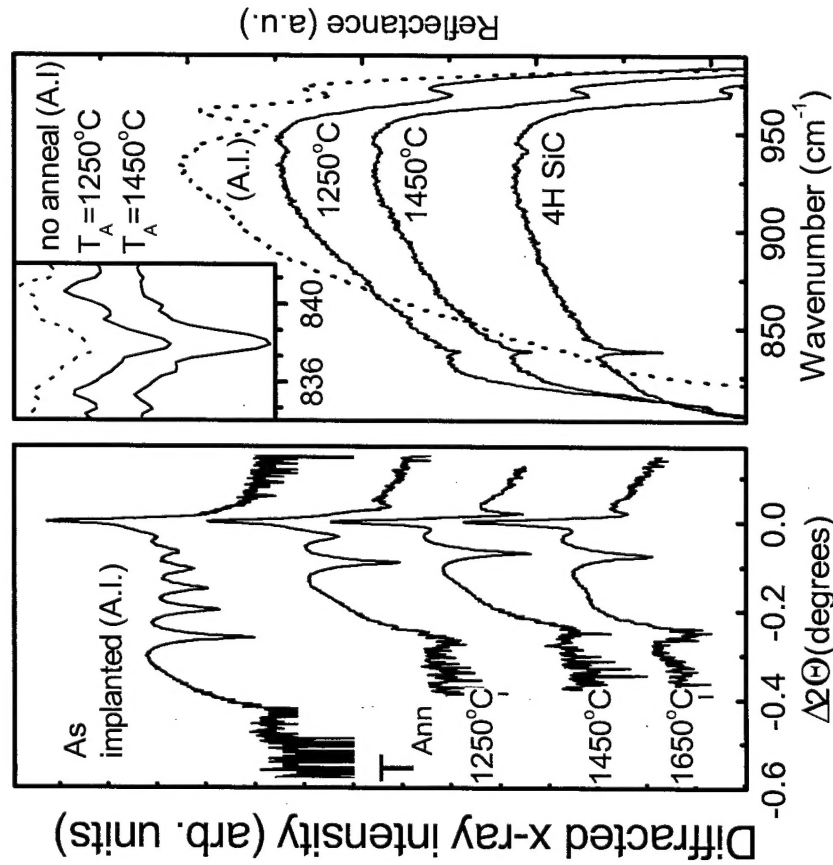 Diffracted x-ray intensity (arb. units)
As
implanted (A.I.)
T Ann
1250°C
1450°C
1650°C
-0.6
-0.4
-0.2
0.0
Δ2Θ(degrees)
no anneal (A.I)
T_A=1250°C
T_A=1450°C
836
840
(A.I.)
1250°C
1450°C
4H SiC
850
900
950
Wavenumber (cm⁻¹)
Reflectance (a.u.)